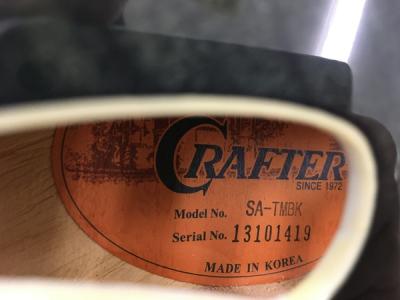 CRAFTER
SINCE 1972
Model No. SA-TMBK
Serial No. 13101419
MADE IN KOREA